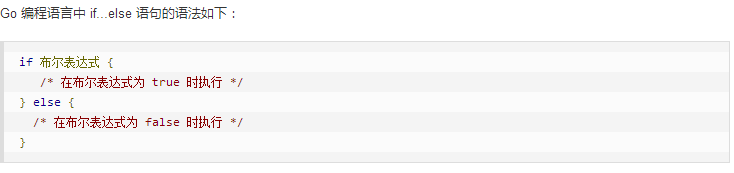 Go 编程语言中 if...else 语句的语法如下：
if 布尔表达式 {
   /* 在布尔表达式为 true 时执行 */
} else {
  /* 在布尔表达式为 false 时执行 */
}